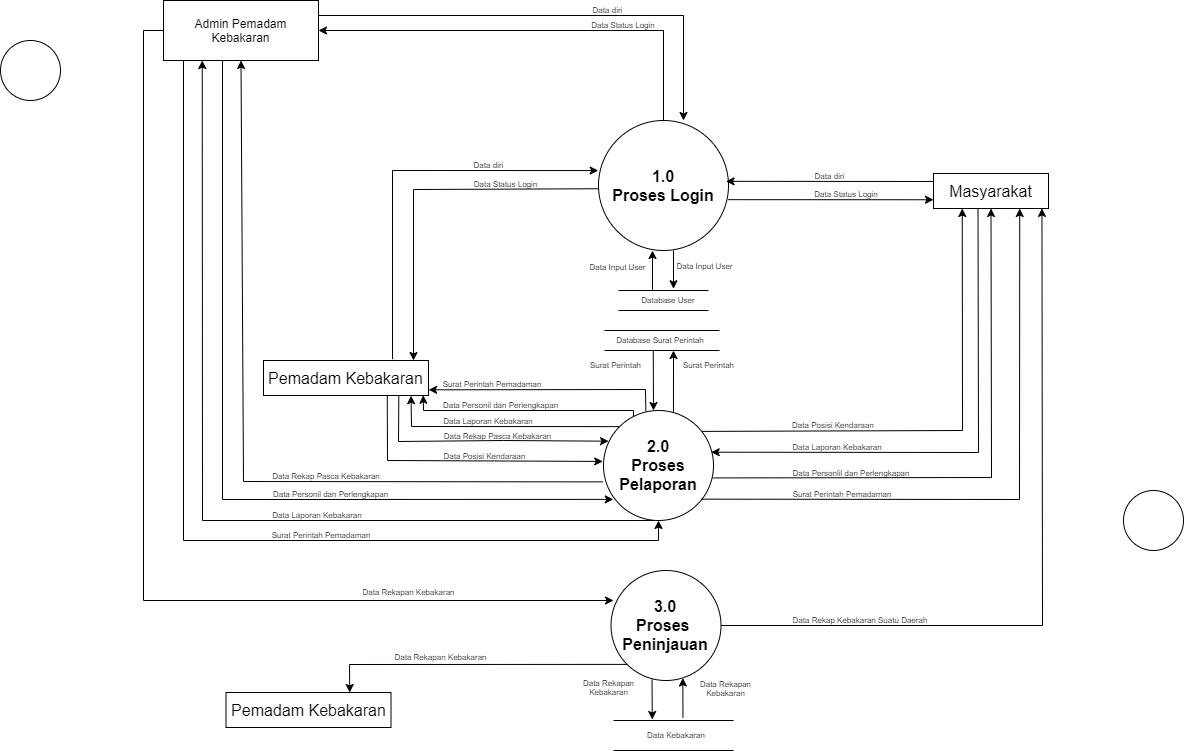 Admin Pemadam
Kebakaran
Data diri
Data Status Login
1.0
Proses Login
Data diri
Data Status Login
Data diri
Data Status Login
Masyarakat
Data Input User
Data Input User
Database User
Database Surat Perintah
Surat Perintah
Surat Perintah
Pemadam Kebakaran
Surat Perintah Pemadaman
Data Personil dan Perlengkapan
Data Laporan Kebakaran
Data Rekap Pasca Kebakaran
Data Posisi Kendaraan
2.0
Proses
Pelaporan
Data Posisi Kendaraan
Data Laporan Kebakaran
Data Personlil dan Perlengkapan
Surat Perintah Pemadaman
Data Rekap Pasca Kebakaran
Data Personil dan Perlengkapan
Data Laporan Kebakaran
Surat Perintah Pemadaman
Data Rekapan Kebakaran
3.0
Proses
Peninjauan
Data Rekap Kebakaran Suatu Daerah
Data Rekapan Kebakaran
Pemadam Kebakaran
Data Rekapan
Kebakaran
Data Rekapan
Kebakaran
Data Kebakaran